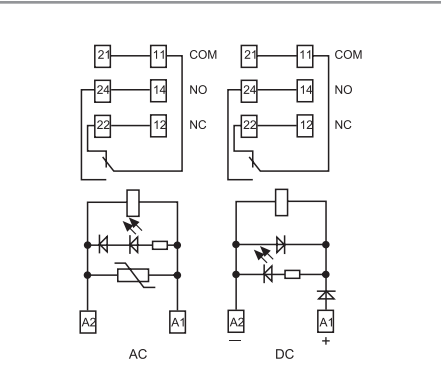 21 11 COM 21 11 COM
24 14 NO 24 14 NO
22 12 NC 22 12 NC
A2 A1 A2 A1
— +
AC DC